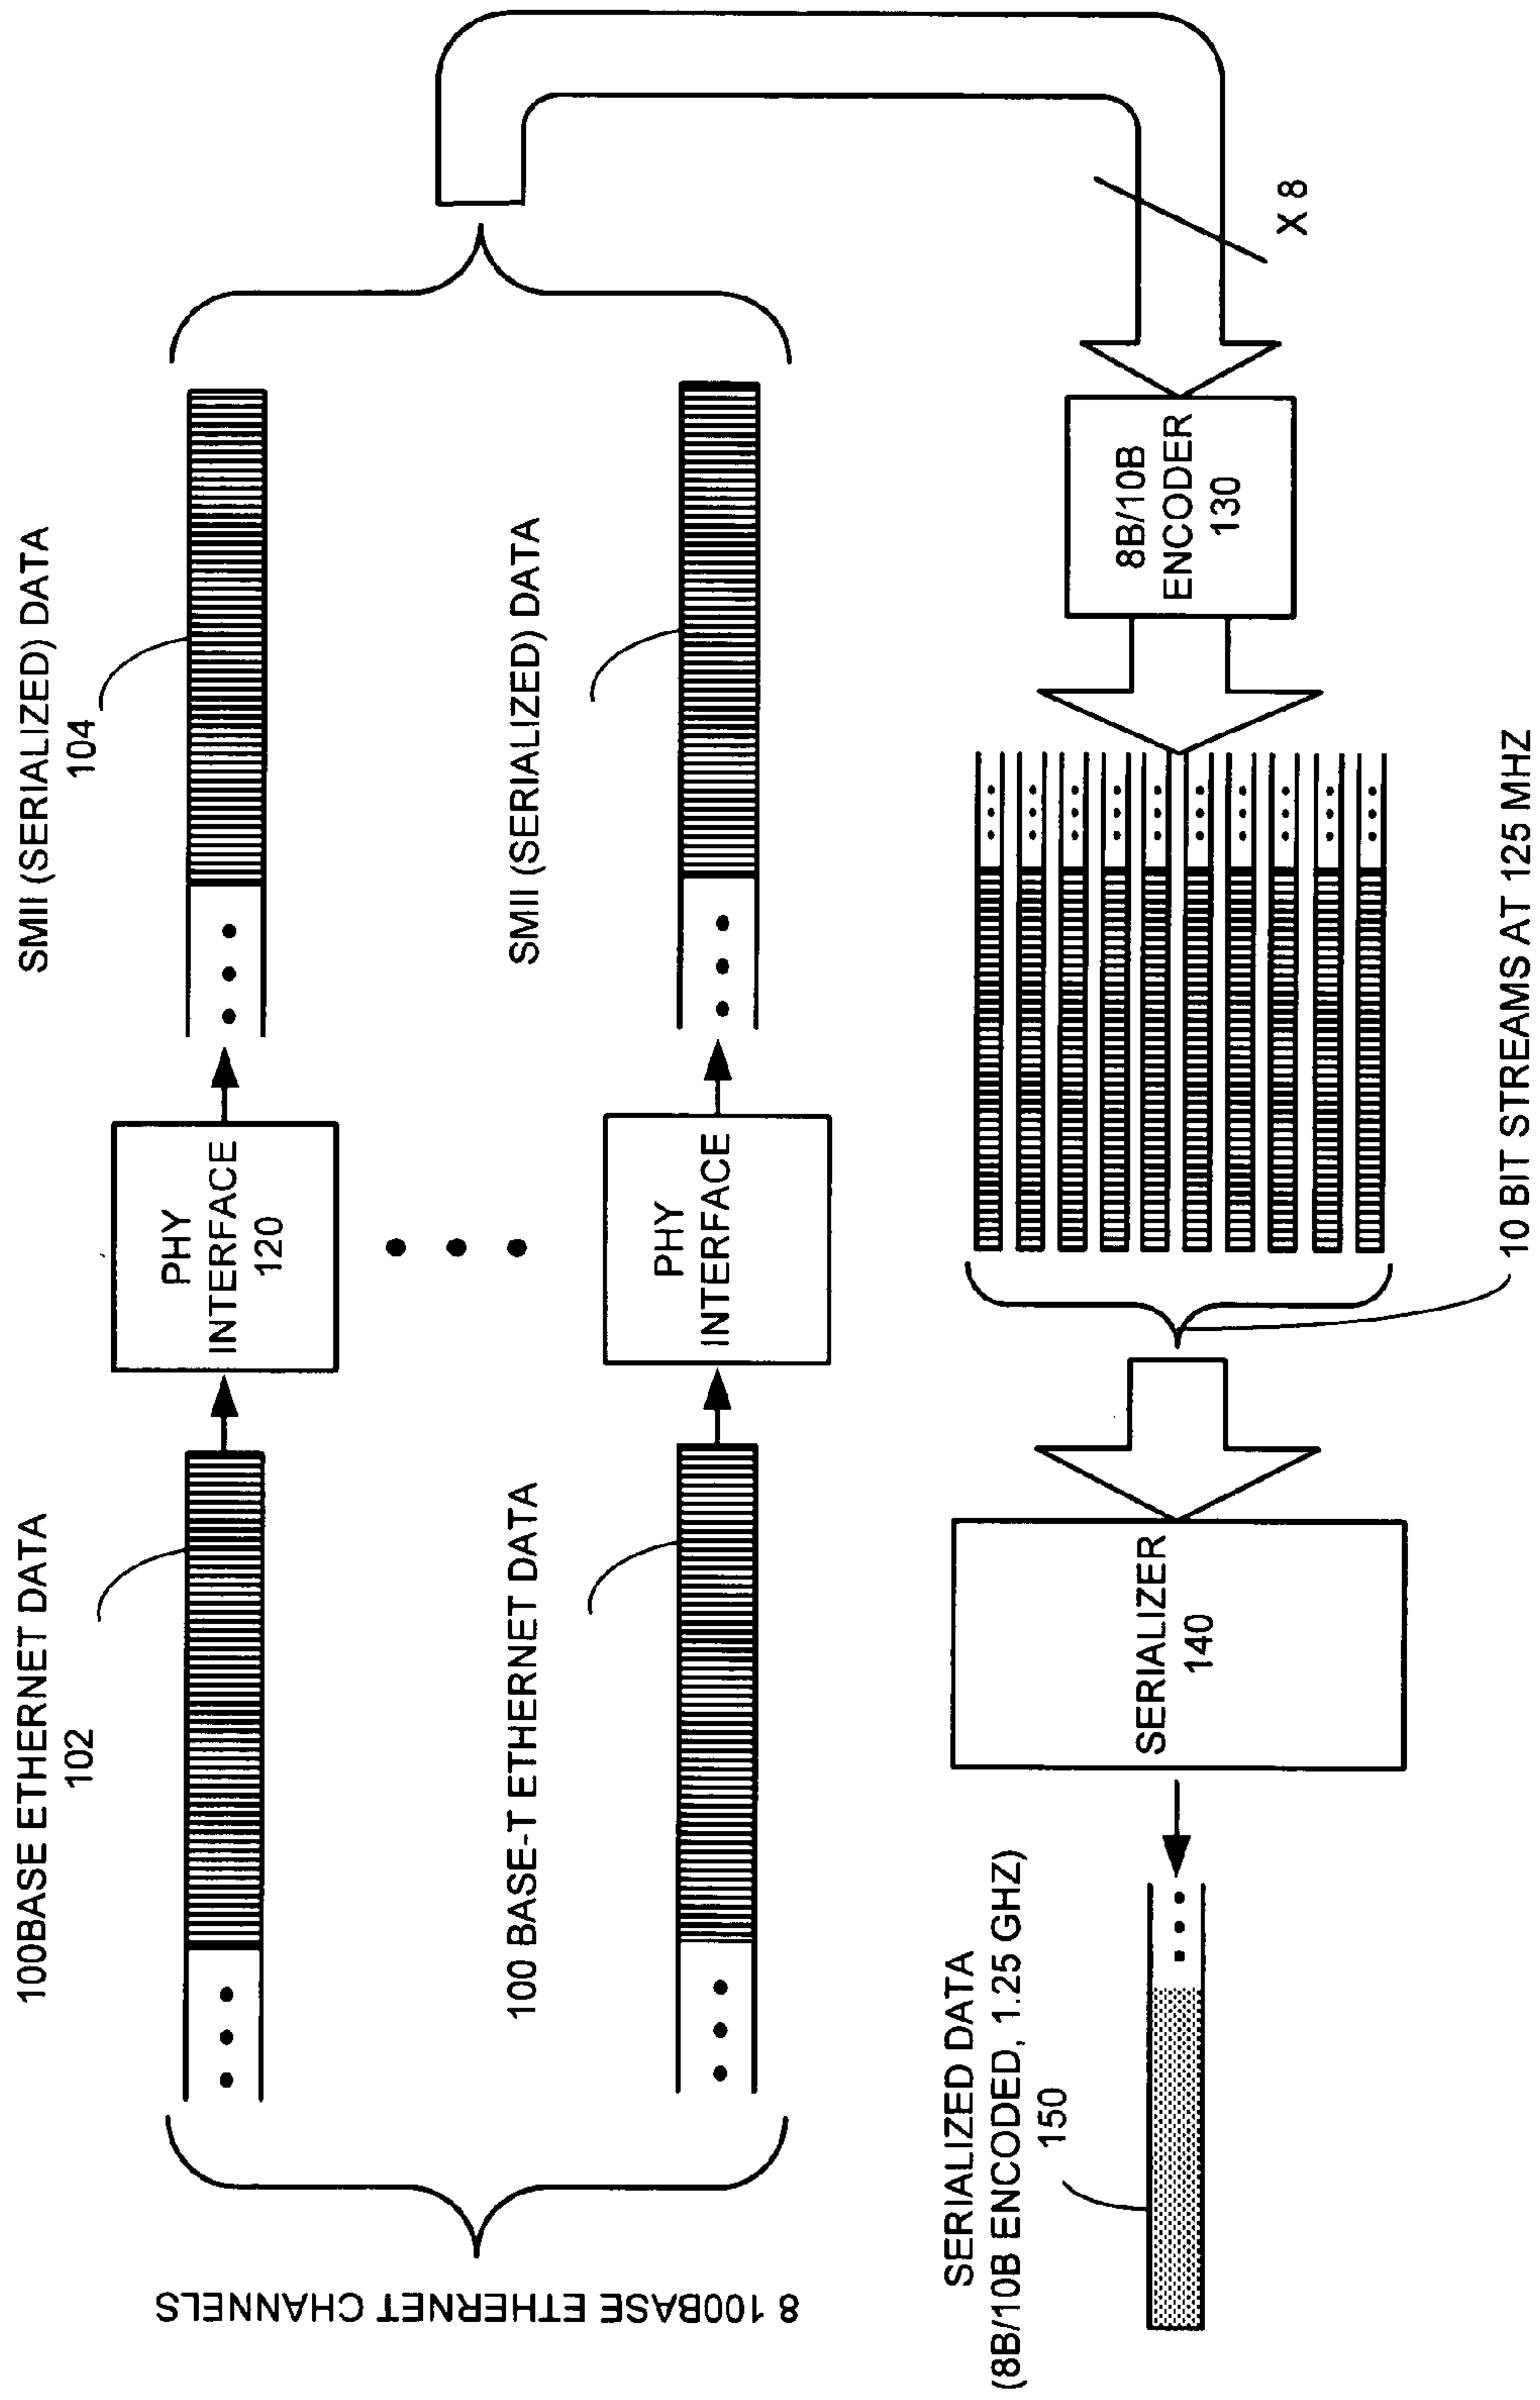 8 100BASE ETHERNET CHANNELS
100BASE ETHERNET DATA
102
PHY
INTERFACE
120
SMII (SERIALIZED) DATA
104
100 BASE-T ETHERNET DATA
PHY
INTERFACE
SMII (SERIALIZED) DATA
X 8
8B/10B
ENCODER
130
10 BIT STREAMS AT 125 MHZ
SERIALIZER
140
SERIALIZED DATA
(8B/10B ENCODED, 1.25 GHZ)
150